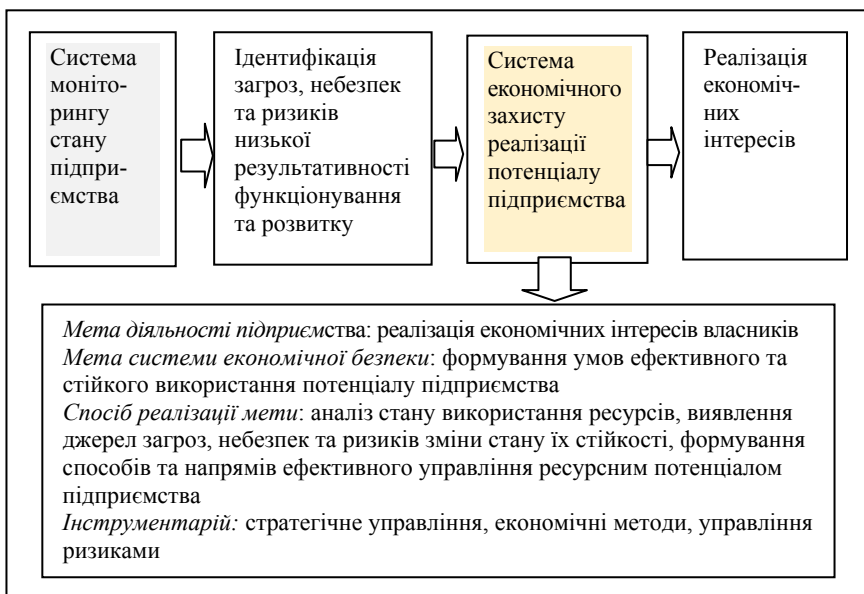 Система
моніто-
рингу
стану
підпри-
ємства
Ідентифікація
загроз, небезпек
та ризиків
низької
результативності
функціонування
та розвитку
Система
економічного
захисту
реалізації
потенціалу
підприємства
Реалізація
економіч-
них
інтересів
Мета діяльності підприємства: реалізація економічних інтересів власників
Мета системи економічної безпеки: формування умов ефективного та
стійкого використання потенціалу підприємства
Спосіб реалізації мети: аналіз стану використання ресурсів, виявлення
джерел загроз, небезпек та ризиків зміни стану їх стійкості, формування
способів та напрямів ефективного управління ресурсним потенціалом
підприємства
Інструментарій: стратегічне управління, економічні методи, управління
ризиками